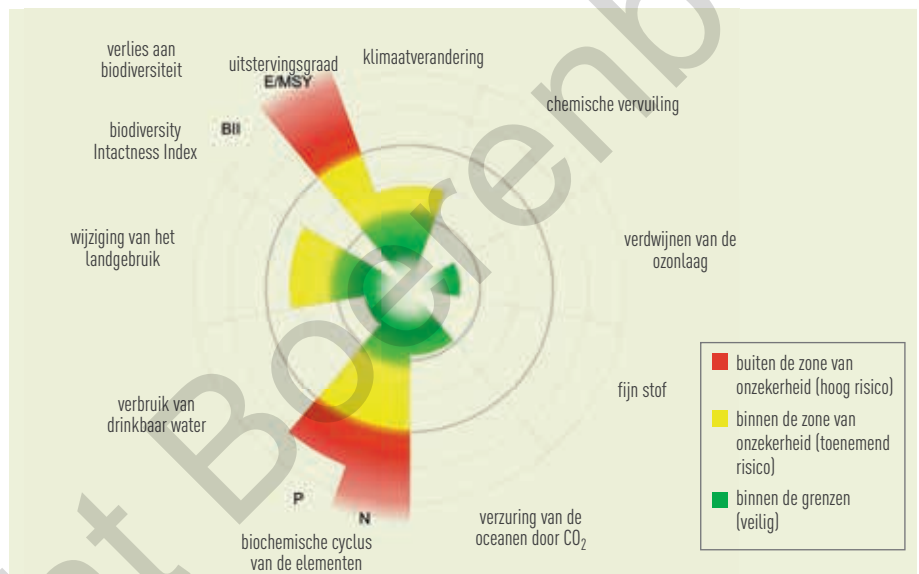 verlies aan
biodiversiteit
uitstervingsgraad
E/MSY
klimaatverandering
chemische vervuiling
BII
biodiversity
Intactness Index
wijziging van het
landgebruik
verdwijnen van de
ozonlaag
buiten de zone van
onzekerheid (hoog risico)
binnen de zone van
onzekerheid (toenemend
risico)
binnen de grenzen
(veilig)
fijn stof
verbruik van
drinkbaar water
P
N
verzuring van de
oceanen door CO₂
biochemische cyclus
van de elementen